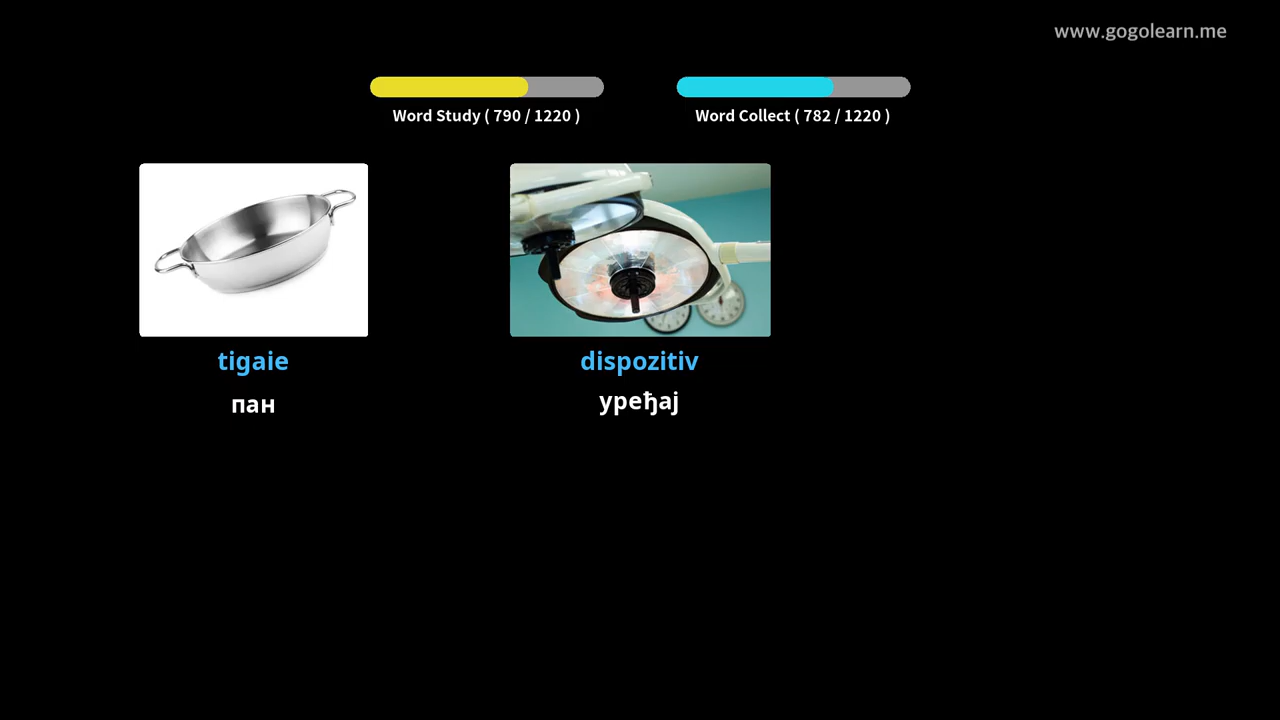 www.gogolearn.me
Word Study ( 790 / 1220 )
Word Collect ( 782 / 1220 )
tigaie
dispozitiv
пан
уређај